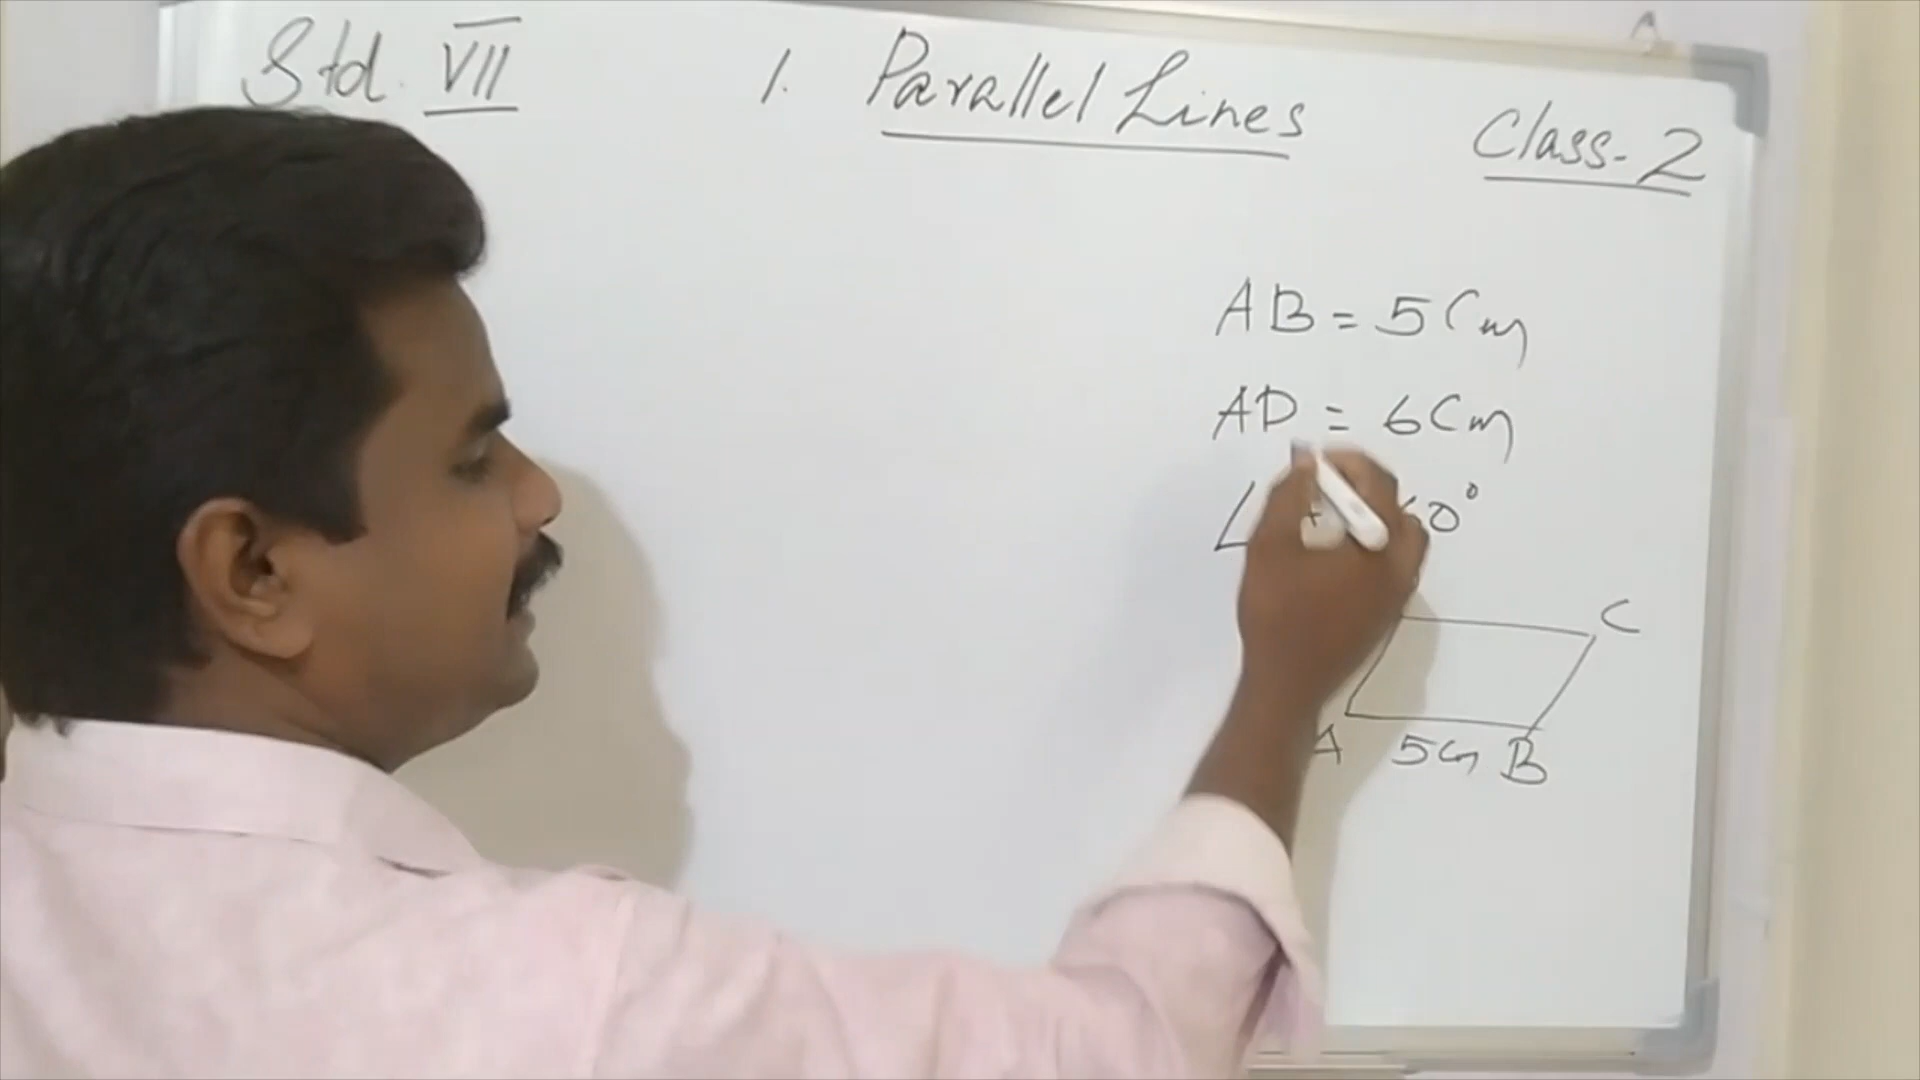 Std. VII
1. Parallel Lines
Class-2
AB = 5 Cm
AD = 6 Cm
C
A 5Cm B